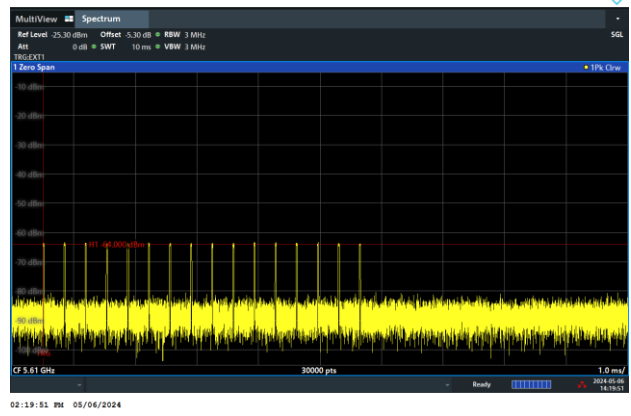 MultiView Spectrum
Ref Level -25.30 dBm Offset -5.30 dB RBW 3 MHz SGL
Att 0 dB SWT 10 ms VBW 3 MHz
TRG:EXT1
1 Zero Span 1Pk Clrw
-10 dBm
-20 dBm
-30 dBm
-40 dBm
-50 dBm
-60 dBm
H1 -64.000 dBm
-70 dBm
-80 dBm
-90 dBm
-100 dBm
CF 5.61 GHz 30000 pts 1.0 ms/
Ready 2024-05-06
14:19:51
02:19:51 PM 05/06/2024